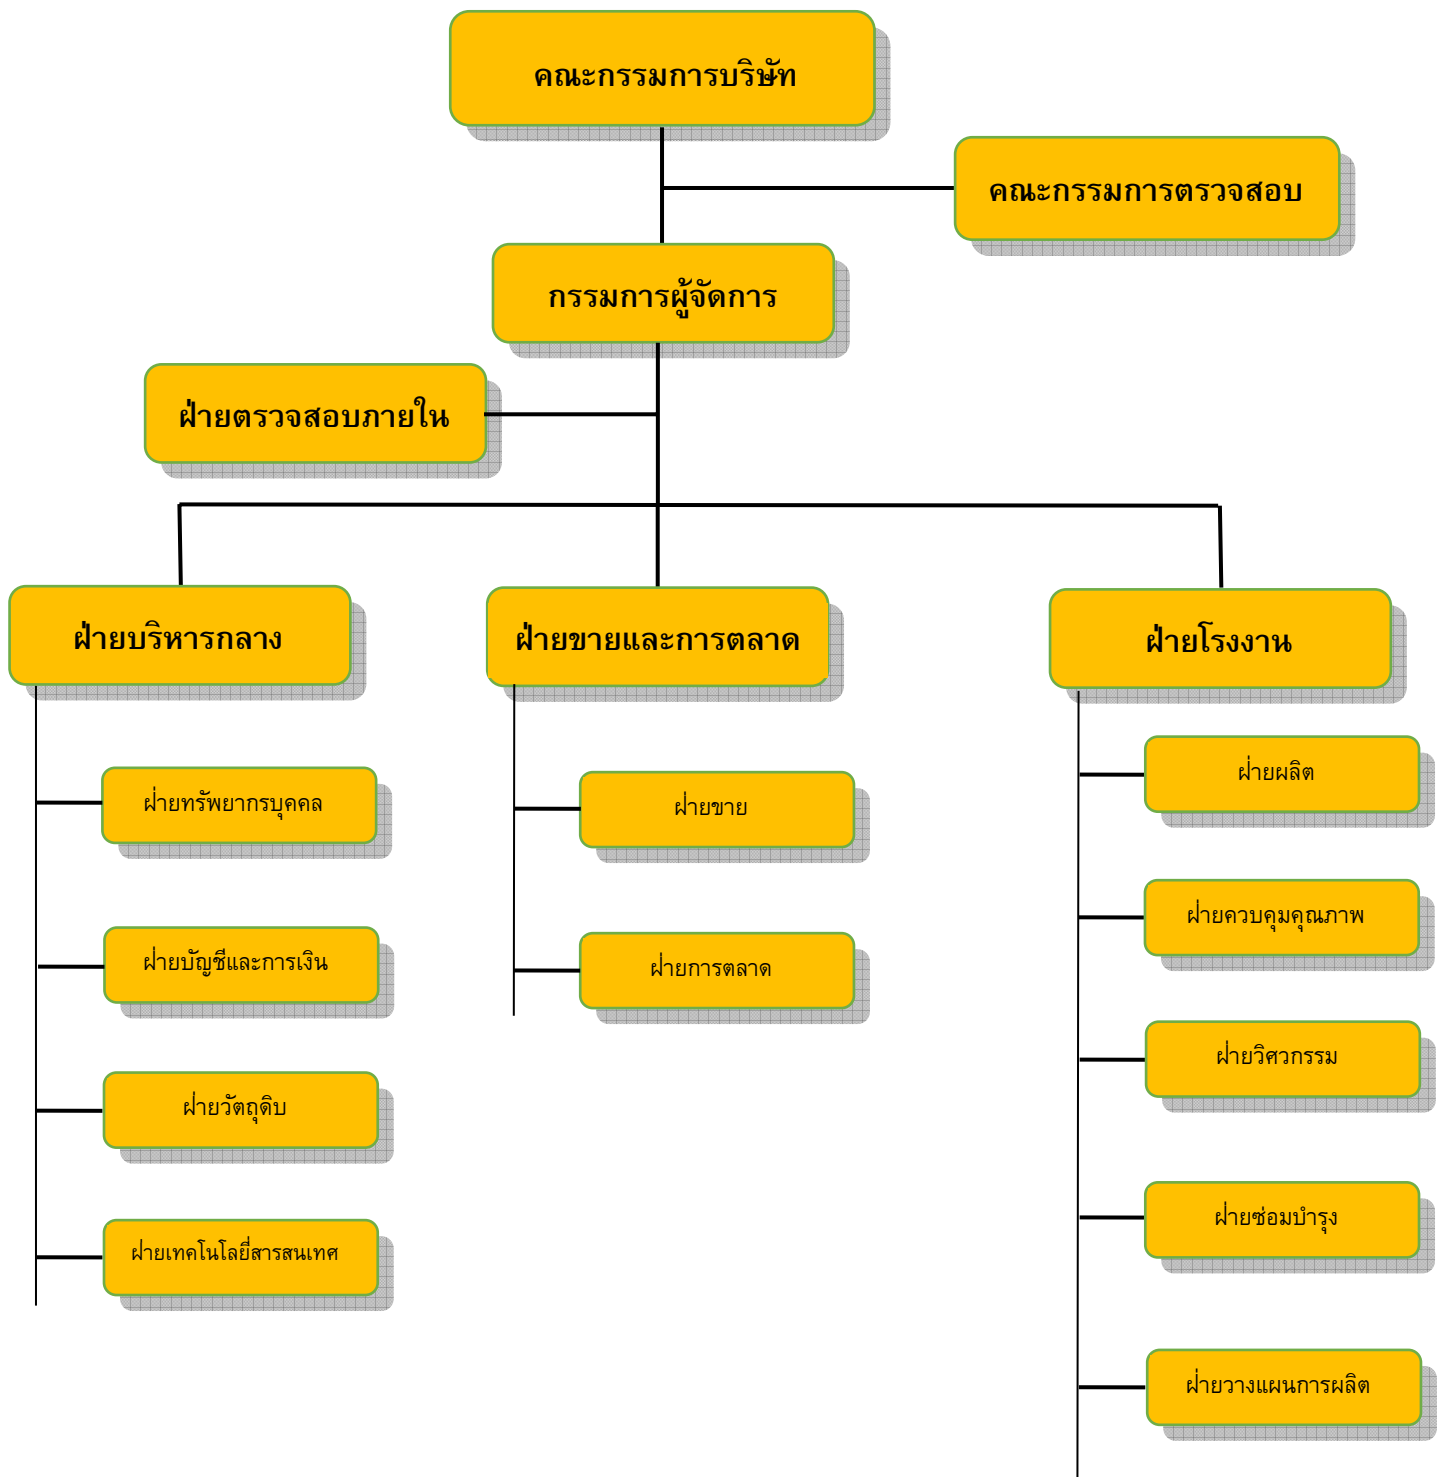 คณะกรรมการบริษัท
คณะกรรมการตรวจสอบ
กรรมการผู้จัดการ
ฝ่ายตรวจสอบภายใน
ฝ่ายบริหารกลาง
ฝ่ายขายและการตลาด
ฝ่ายโรงงาน
ฝ่ายทรัพยากรบุคคล
ฝ่ายบัญชีและการเงิน
ฝ่ายวัตถุดิบ
ฝ่ายเทคโนโลยี่สารสนเทศ
ฝ่ายขาย
ฝ่ายการตลาด
ฝ่ายผลิต
ฝ่ายควบคุมคุณภาพ
ฝ่ายวิศวกรรม
ฝ่ายซ่อมบำรุง
ฝ่ายวางแผนการผลิต